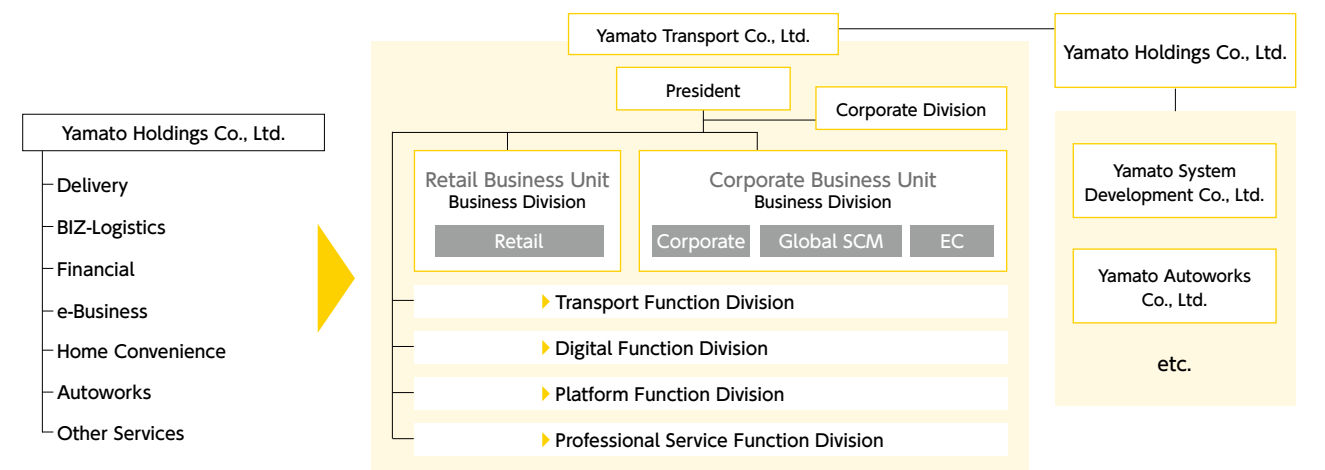 Yamato Holdings Co., Ltd.
Delivery
BIZ-Logistics
Financial
e-Business
Home Convenience
Autoworks
Other Services
Yamato Transport Co., Ltd.
President
Corporate Division
Retail Business Unit
Business Division
Retail
Corporate Business Unit
Business Division
Corporate
Global SCM
EC
Transport Function Division
Digital Function Division
Platform Function Division
Professional Service Function Division
Yamato Holdings Co., Ltd.
Yamato System
Development Co., Ltd.
Yamato Autoworks
Co., Ltd.
etc.